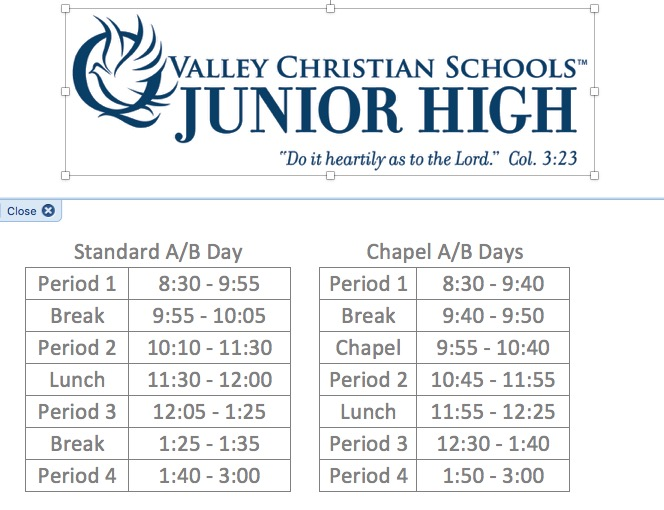 VALLEY CHRISTIAN SCHOOLS™
JUNIOR HIGH
"Do it heartily as to the Lord." Col. 3:23
Close
Standard A/B Day
Period 1 8:30 - 9:55
Break 9:55 - 10:05
Period 2 10:10 - 11:30
Lunch 11:30 - 12:00
Period 3 12:05 - 1:25
Break 1:25 - 1:35
Period 4 1:40 - 3:00
Chapel A/B Days
Period 1 8:30 - 9:40
Break 9:40 - 9:50
Chapel 9:55 - 10:40
Period 2 10:45 - 11:55
Lunch 11:55 - 12:25
Period 3 12:30 - 1:40
Period 4 1:50 - 3:00